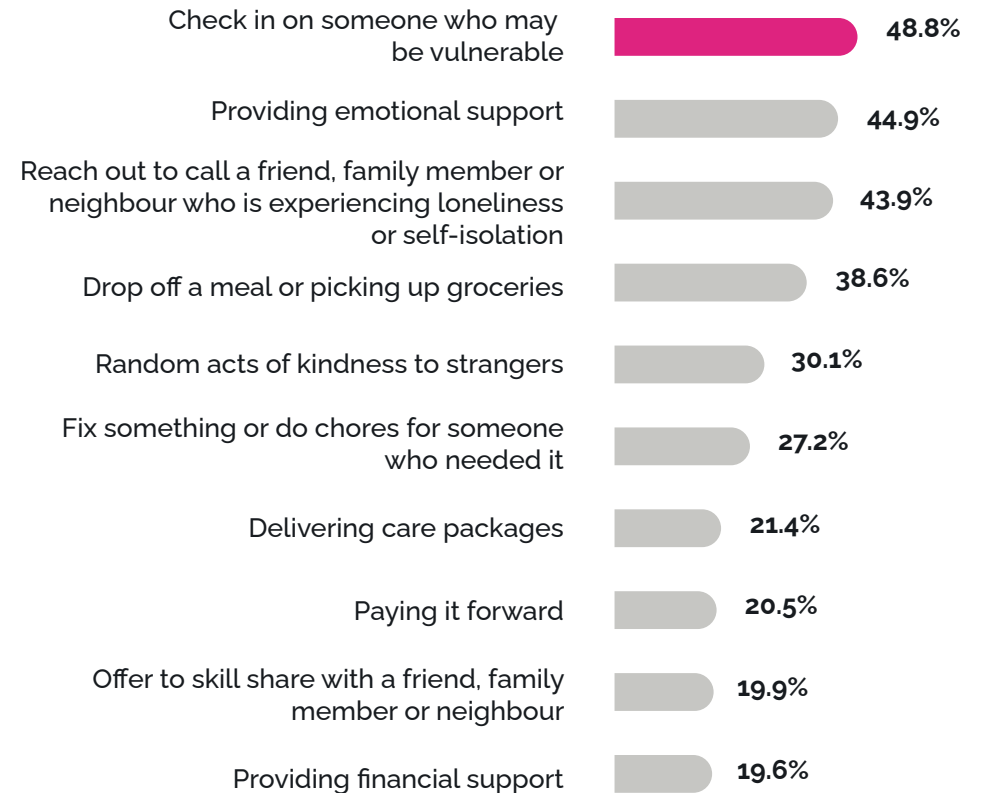 Check in on someone who may
be vulnerable
48.8%
Providing emotional support
44.9%
Reach out to call a friend, family member or
neighbour who is experiencing loneliness
or self-isolation
43.9%
Drop off a meal or picking up groceries
38.6%
Random acts of kindness to strangers
30.1%
Fix something or do chores for someone
who needed it
27.2%
Delivering care packages
21.4%
Paying it forward
20.5%
Offer to skill share with a friend, family
member or neighbour
19.9%
Providing financial support
19.6%